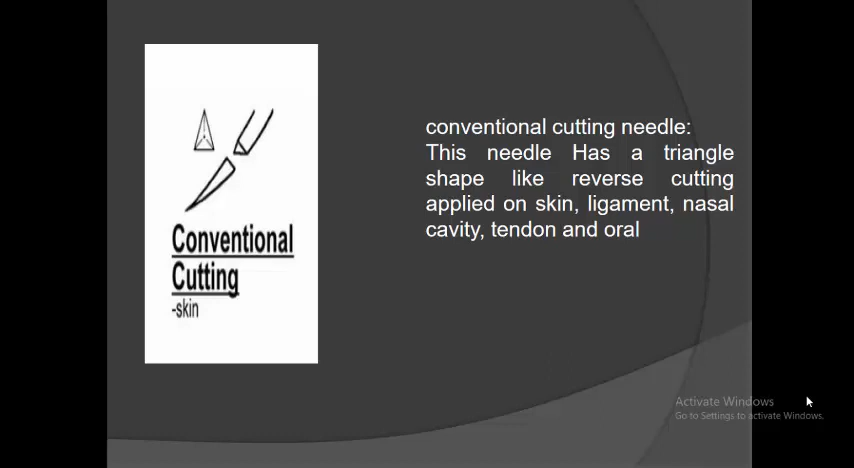 Conventional
Cutting
-skin
conventional cutting needle:
This needle Has a triangle
shape like reverse cutting
applied on skin, ligament, nasal
cavity, tendon and oral
Activate Windows
Go to Settings to activate Windows.